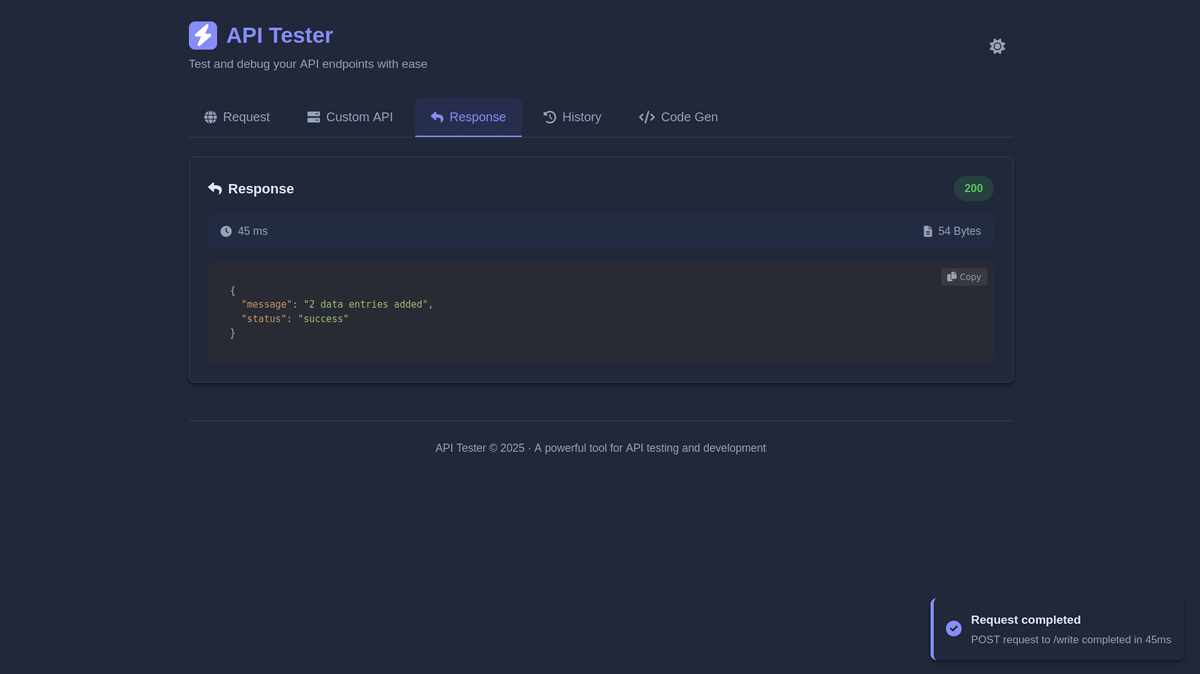 API Tester
Test and debug your API endpoints with ease
Request Custom API Response History Code Gen
Response 200
45 ms 54 Bytes
Copy
{
"message": "2 data entries added",
"status": "success"
}
API Tester © 2025 · A powerful tool for API testing and development
Request completed
POST request to /write completed in 45ms